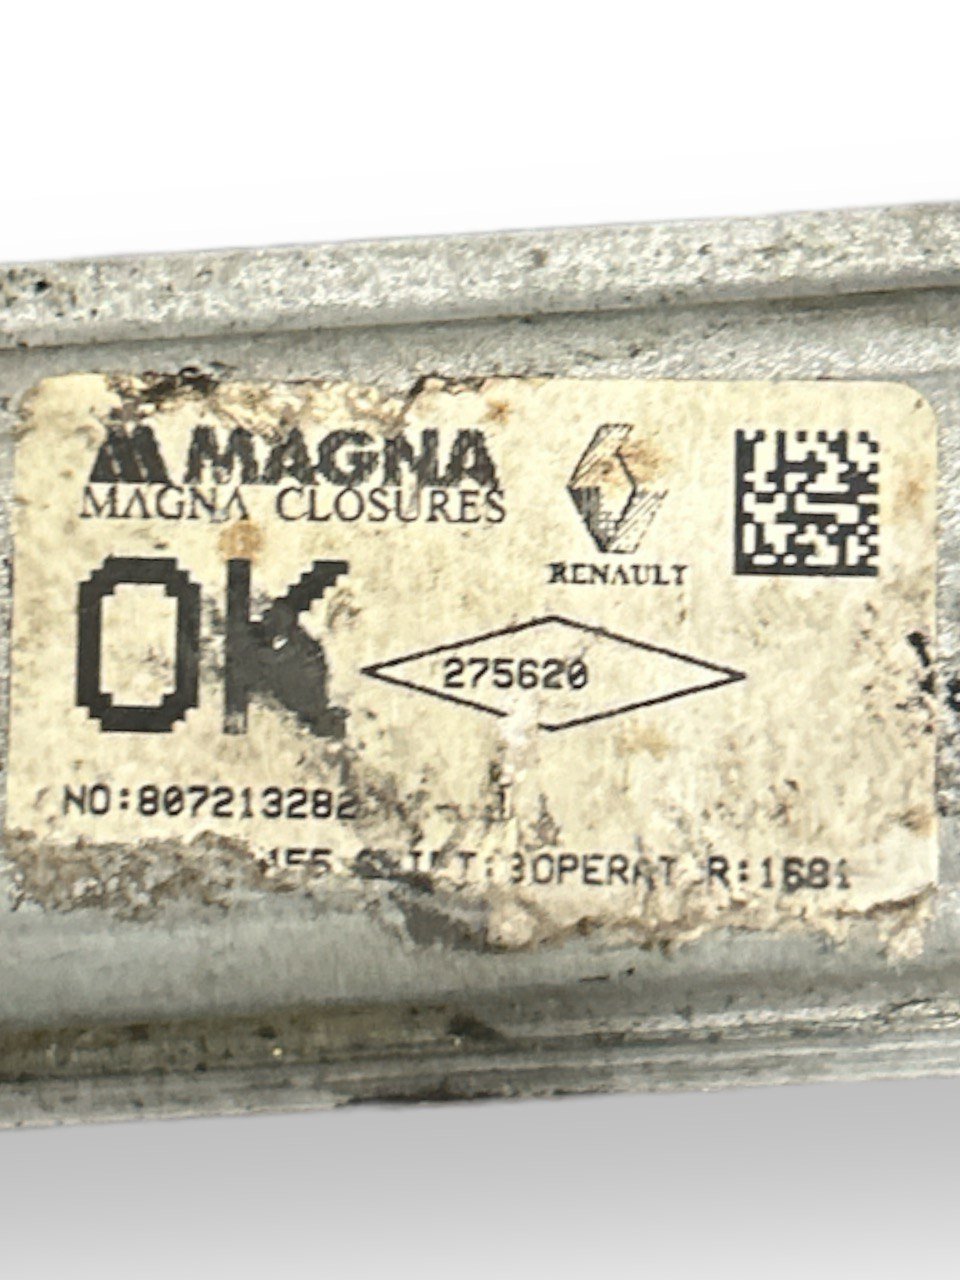 MAGNA
MAGNA CLOSURES
RENAULT
OK
275620
NO:807213282
1681